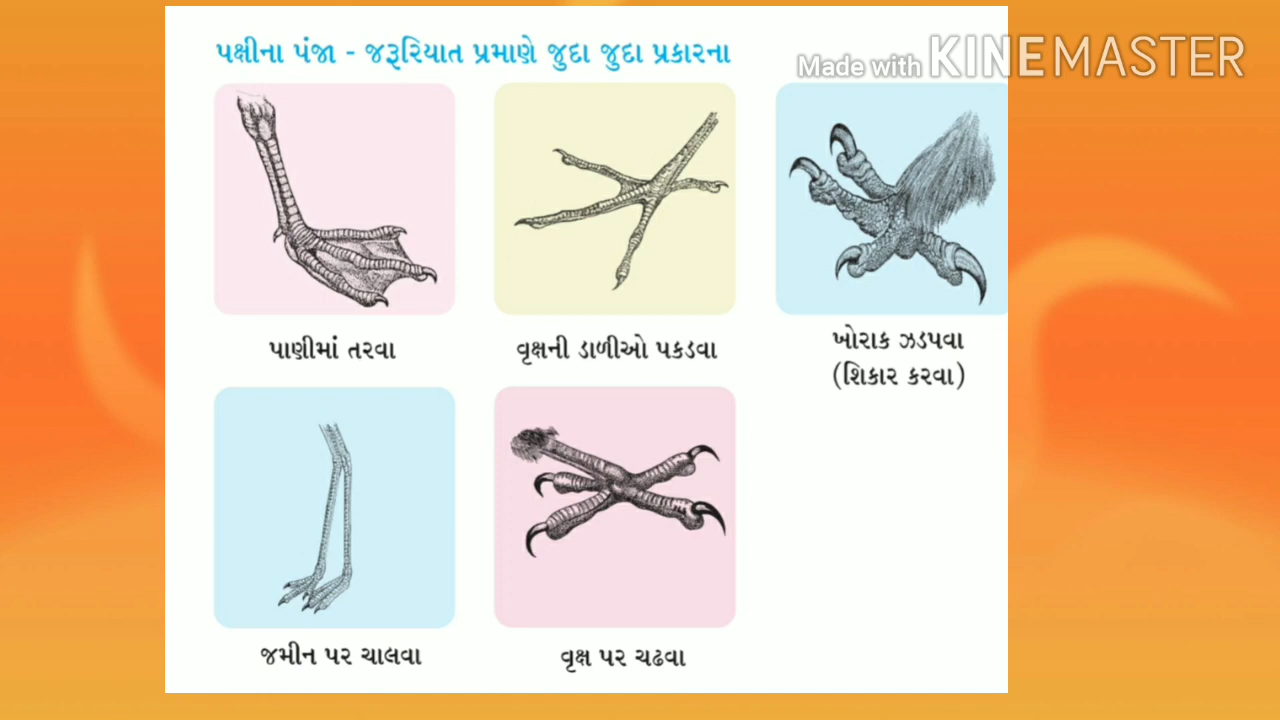 પક્ષીના પંજા - જરૂરિયાત પ્રમાણે જુદા જુદા પ્રકારના
Made with KINEMASTER
પાણીમાં તરવા
વૃક્ષની ડાળીઓ પકડવા
ખોરાક ઝડપવા
(શિકાર કરવા)
જમીન પર ચાલવા
વૃક્ષ પર ચઢવા